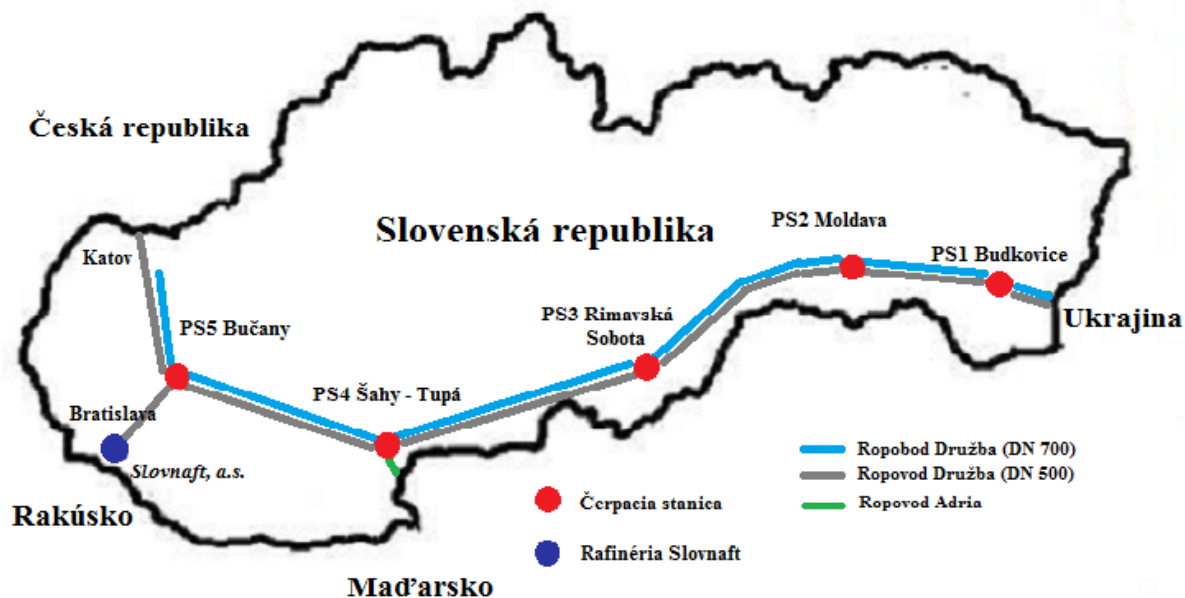 Česká republika
Slovenská republika
PS2 Moldava
PS1 Budkovice
Katov
PS3 Rimavská
Sobota
Ukrajina
PS5 Bučany
PS4 Šahy - Tupá
Bratislava
Slovnaft, a.s.
Ropobod Družba (DN 700)
Ropovod Družba (DN 500)
Ropovod Adria
Čerpacia stanica
Rakúsko
Rafinéria Slovnaft
Maďarsko